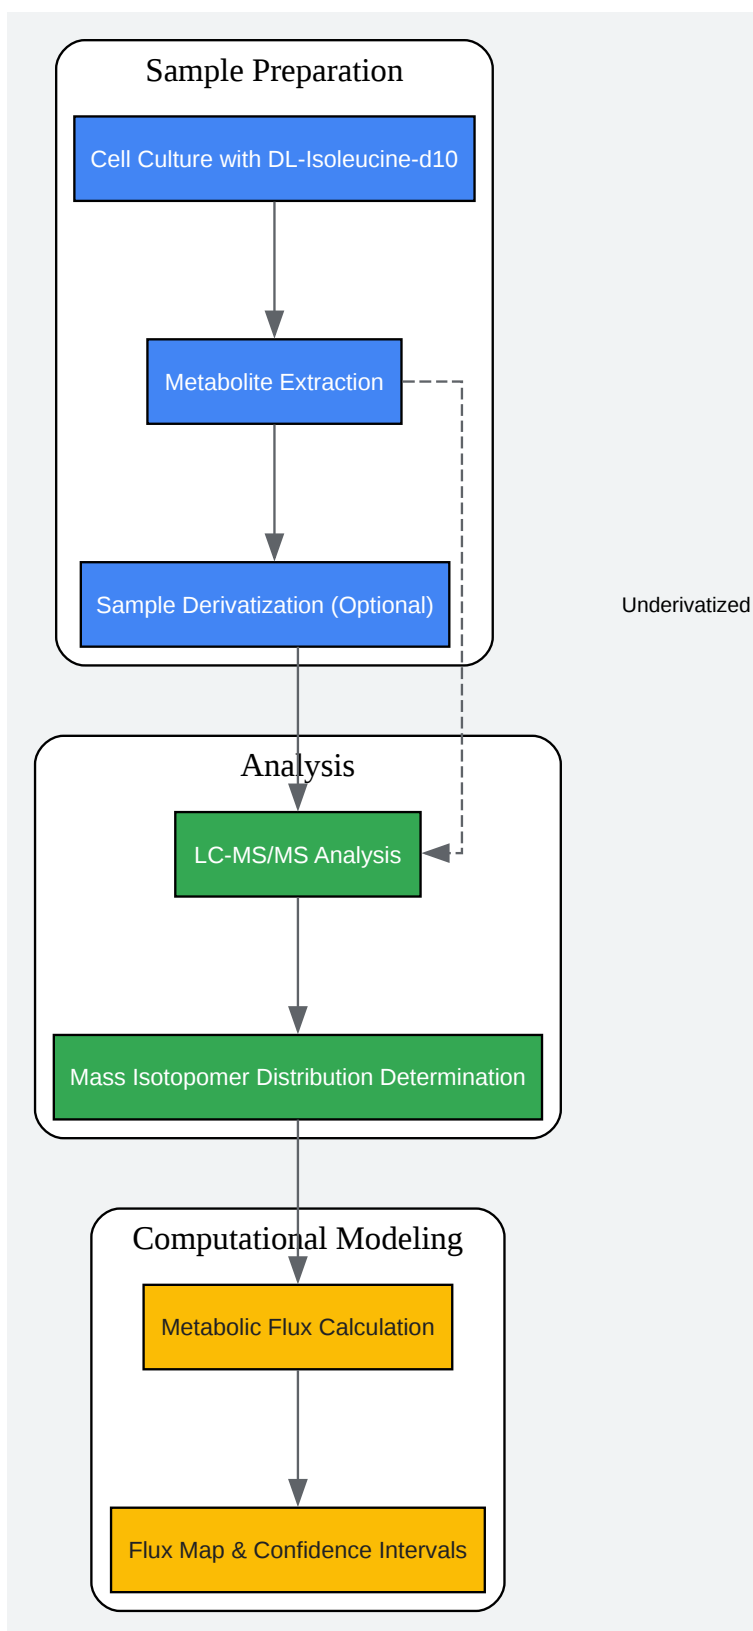 Sample Preparation
Cell Culture with DL-Isoleucine-d10
Metabolite Extraction
Sample Derivatization (Optional)
Underivatized
Analysis
LC-MS/MS Analysis
Mass Isotopomer Distribution Determination
Computational Modeling
Metabolic Flux Calculation
Flux Map & Confidence Intervals